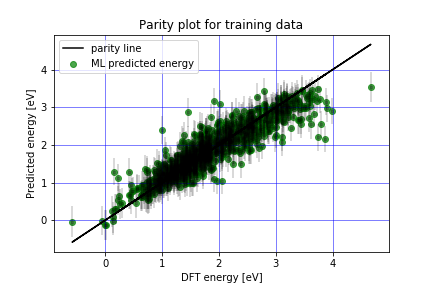 Parity plot for training data
parity line
ML predicted energy
4
3
2
1
0
Predicted energy [eV]
0 1 2 3 4
DFT energy [eV]